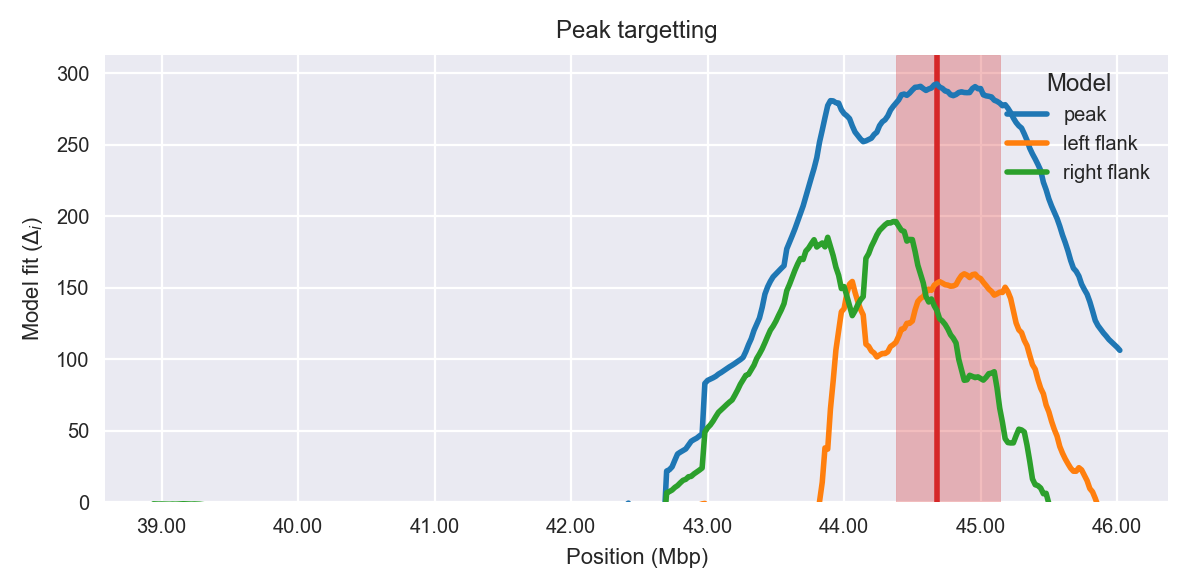 Peak targetting
Model fit (Δi)
300
250
200
150
100
50
0
Model
peak
left flank
right flank
39.00 40.00 41.00 42.00 43.00 44.00 45.00 46.00
Position (Mbp)